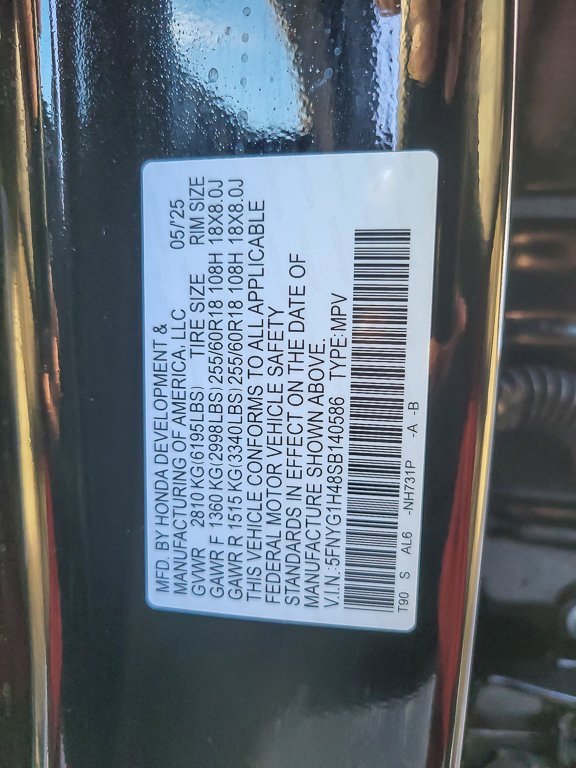 MFD. BY HONDA DEVELOPMENT &
MANUFACTURING OF AMERICA, LLC 05/25
GVWR 2810 KG(6195LBS) TIRE SIZE RIM SIZE
GAWR F 1360 KG(2998LBS) 255/60R18 108H 18X8.0J
GAWR R 1515 KG(3340LBS) 255/60R18 108H 18X8.0J
THIS VEHICLE CONFORMS TO ALL APPLICABLE
FEDERAL MOTOR VEHICLE SAFETY
STANDARDS IN EFFECT ON THE DATE OF
MANUFACTURE SHOWN ABOVE.
V.I.N.:5FNYG1H48SB140586 TYPE:MPV
T90 S AL6 -NH731P -A -B